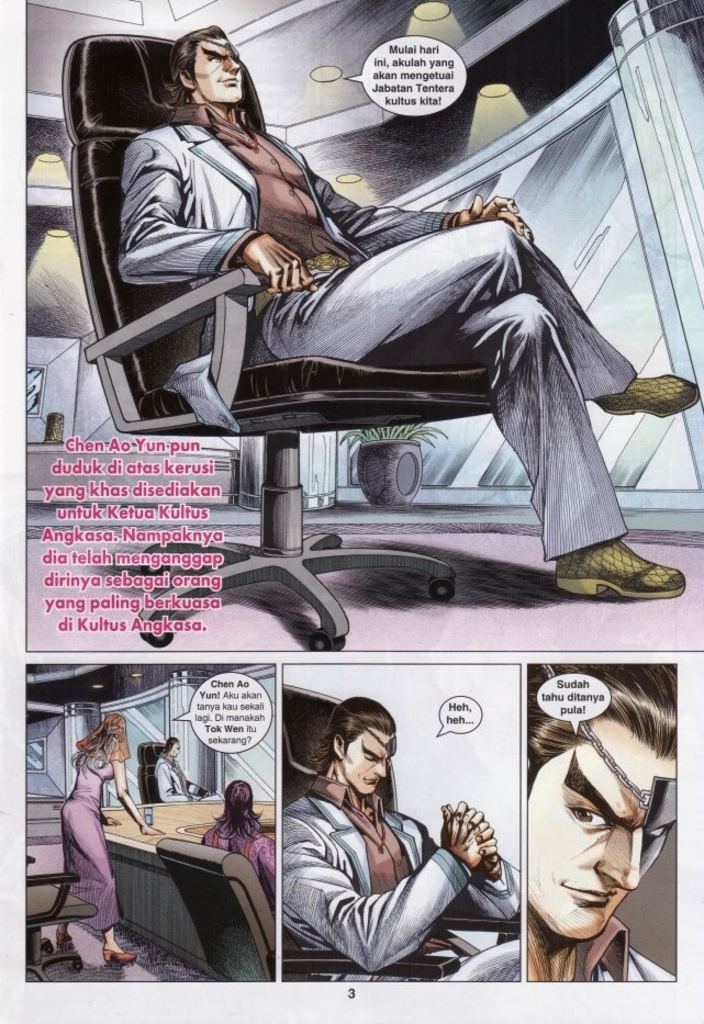 Mulai hari
ini, akulah yang
akan mengetuai
Jabatan Tentera
kultus kita!
Chen Ao Yun pun
duduk di atas kerusi
yang khas disediakan
untuk Ketua Kultus
Angkasa. Nampaknya
dia telah menganggap
dirinya sebagai orang
yang paling berkuasa
di Kultus Angkasa.
Chen Ao
Yun! Aku akan
tanya kau sekali
lagi. Di manakah
Tok Wen itu
sekarang?
Heh,
heh...
Sudah
tahu ditanya
pula!
3